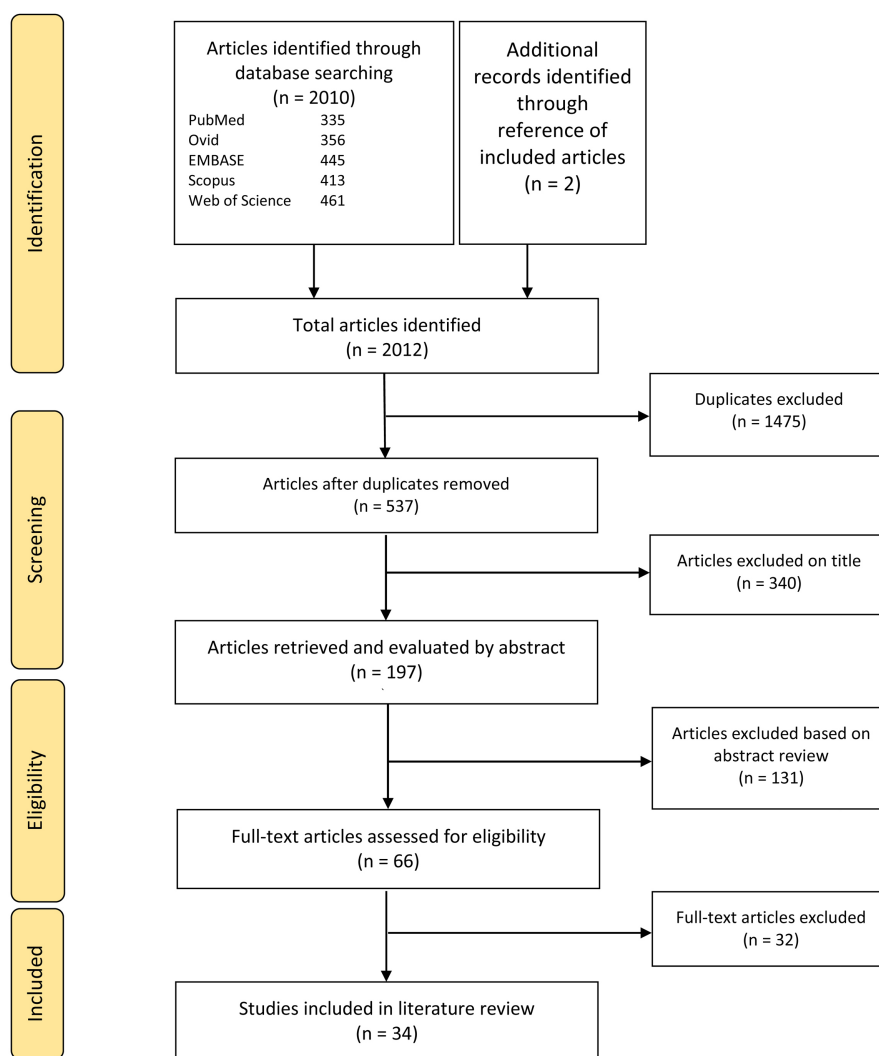 Identification
Articles identified through
database searching
(n = 2010)
PubMed 335
Ovid 356
EMBASE 445
Scopus 413
Web of Science 461
Additional
records identified
through
reference of
included articles
(n = 2)
Total articles identified
(n = 2012)
Duplicates excluded
(n = 1475)
Screening
Articles after duplicates removed
(n = 537)
Articles excluded on title
(n = 340)
Articles retrieved and evaluated by abstract
(n = 197)
Eligibility
Articles excluded based on
abstract review
(n = 131)
Full-text articles assessed for eligibility
(n = 66)
Included
Full-text articles excluded
(n = 32)
Studies included in literature review
(n = 34)